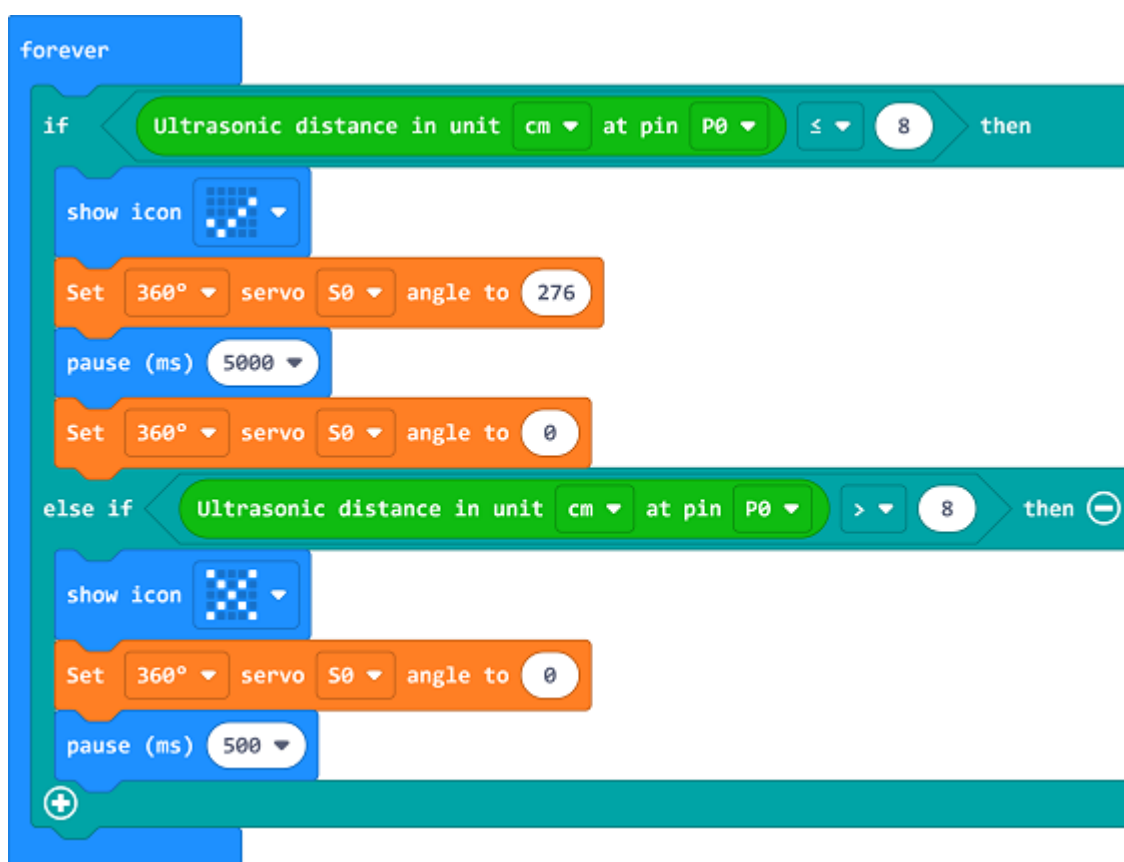 forever
if Ultrasonic distance in unit cm at pin P0 ≤ 8 then
show icon
Set 360° servo S0 angle to 276
pause (ms) 5000
Set 360° servo S0 angle to 0
else if Ultrasonic distance in unit cm at pin P0 > 8 then
show icon
Set 360° servo S0 angle to 0
pause (ms) 500